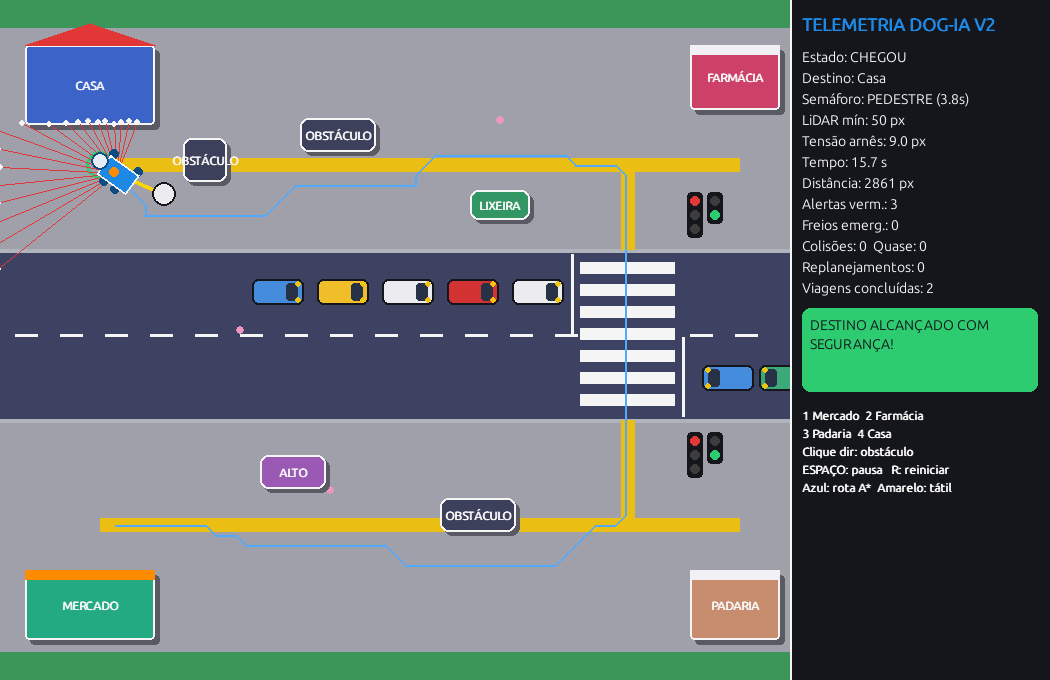 CASA
OBSTÁCULO
OBSTÁCULO
FARMÁCIA
LIXEIRA
ALTO
OBSTÁCULO
MERCADO
PADARIA
TELEMETRIA DOG-IA V2
Estado: CHEGOU
Destino: Casa
Semáforo: PEDESTRE (3.8s)
LiDAR mín: 50 px
Tensão arnês: 9.0 px
Tempo: 15.7 s
Distância: 2861 px
Alertas verm.: 3
Freios emerg.: 0
Colisões: 0  Quase: 0
Replanejamentos: 0
Viagens concluídas: 2
DESTINO ALCANÇADO COM
SEGURANÇA!
1 Mercado  2 Farmácia
3 Padaria  4 Casa
Clique dir: obstáculo
ESPAÇO: pausa   R: reiniciar
Azul: rota A*  Amarelo: tátil